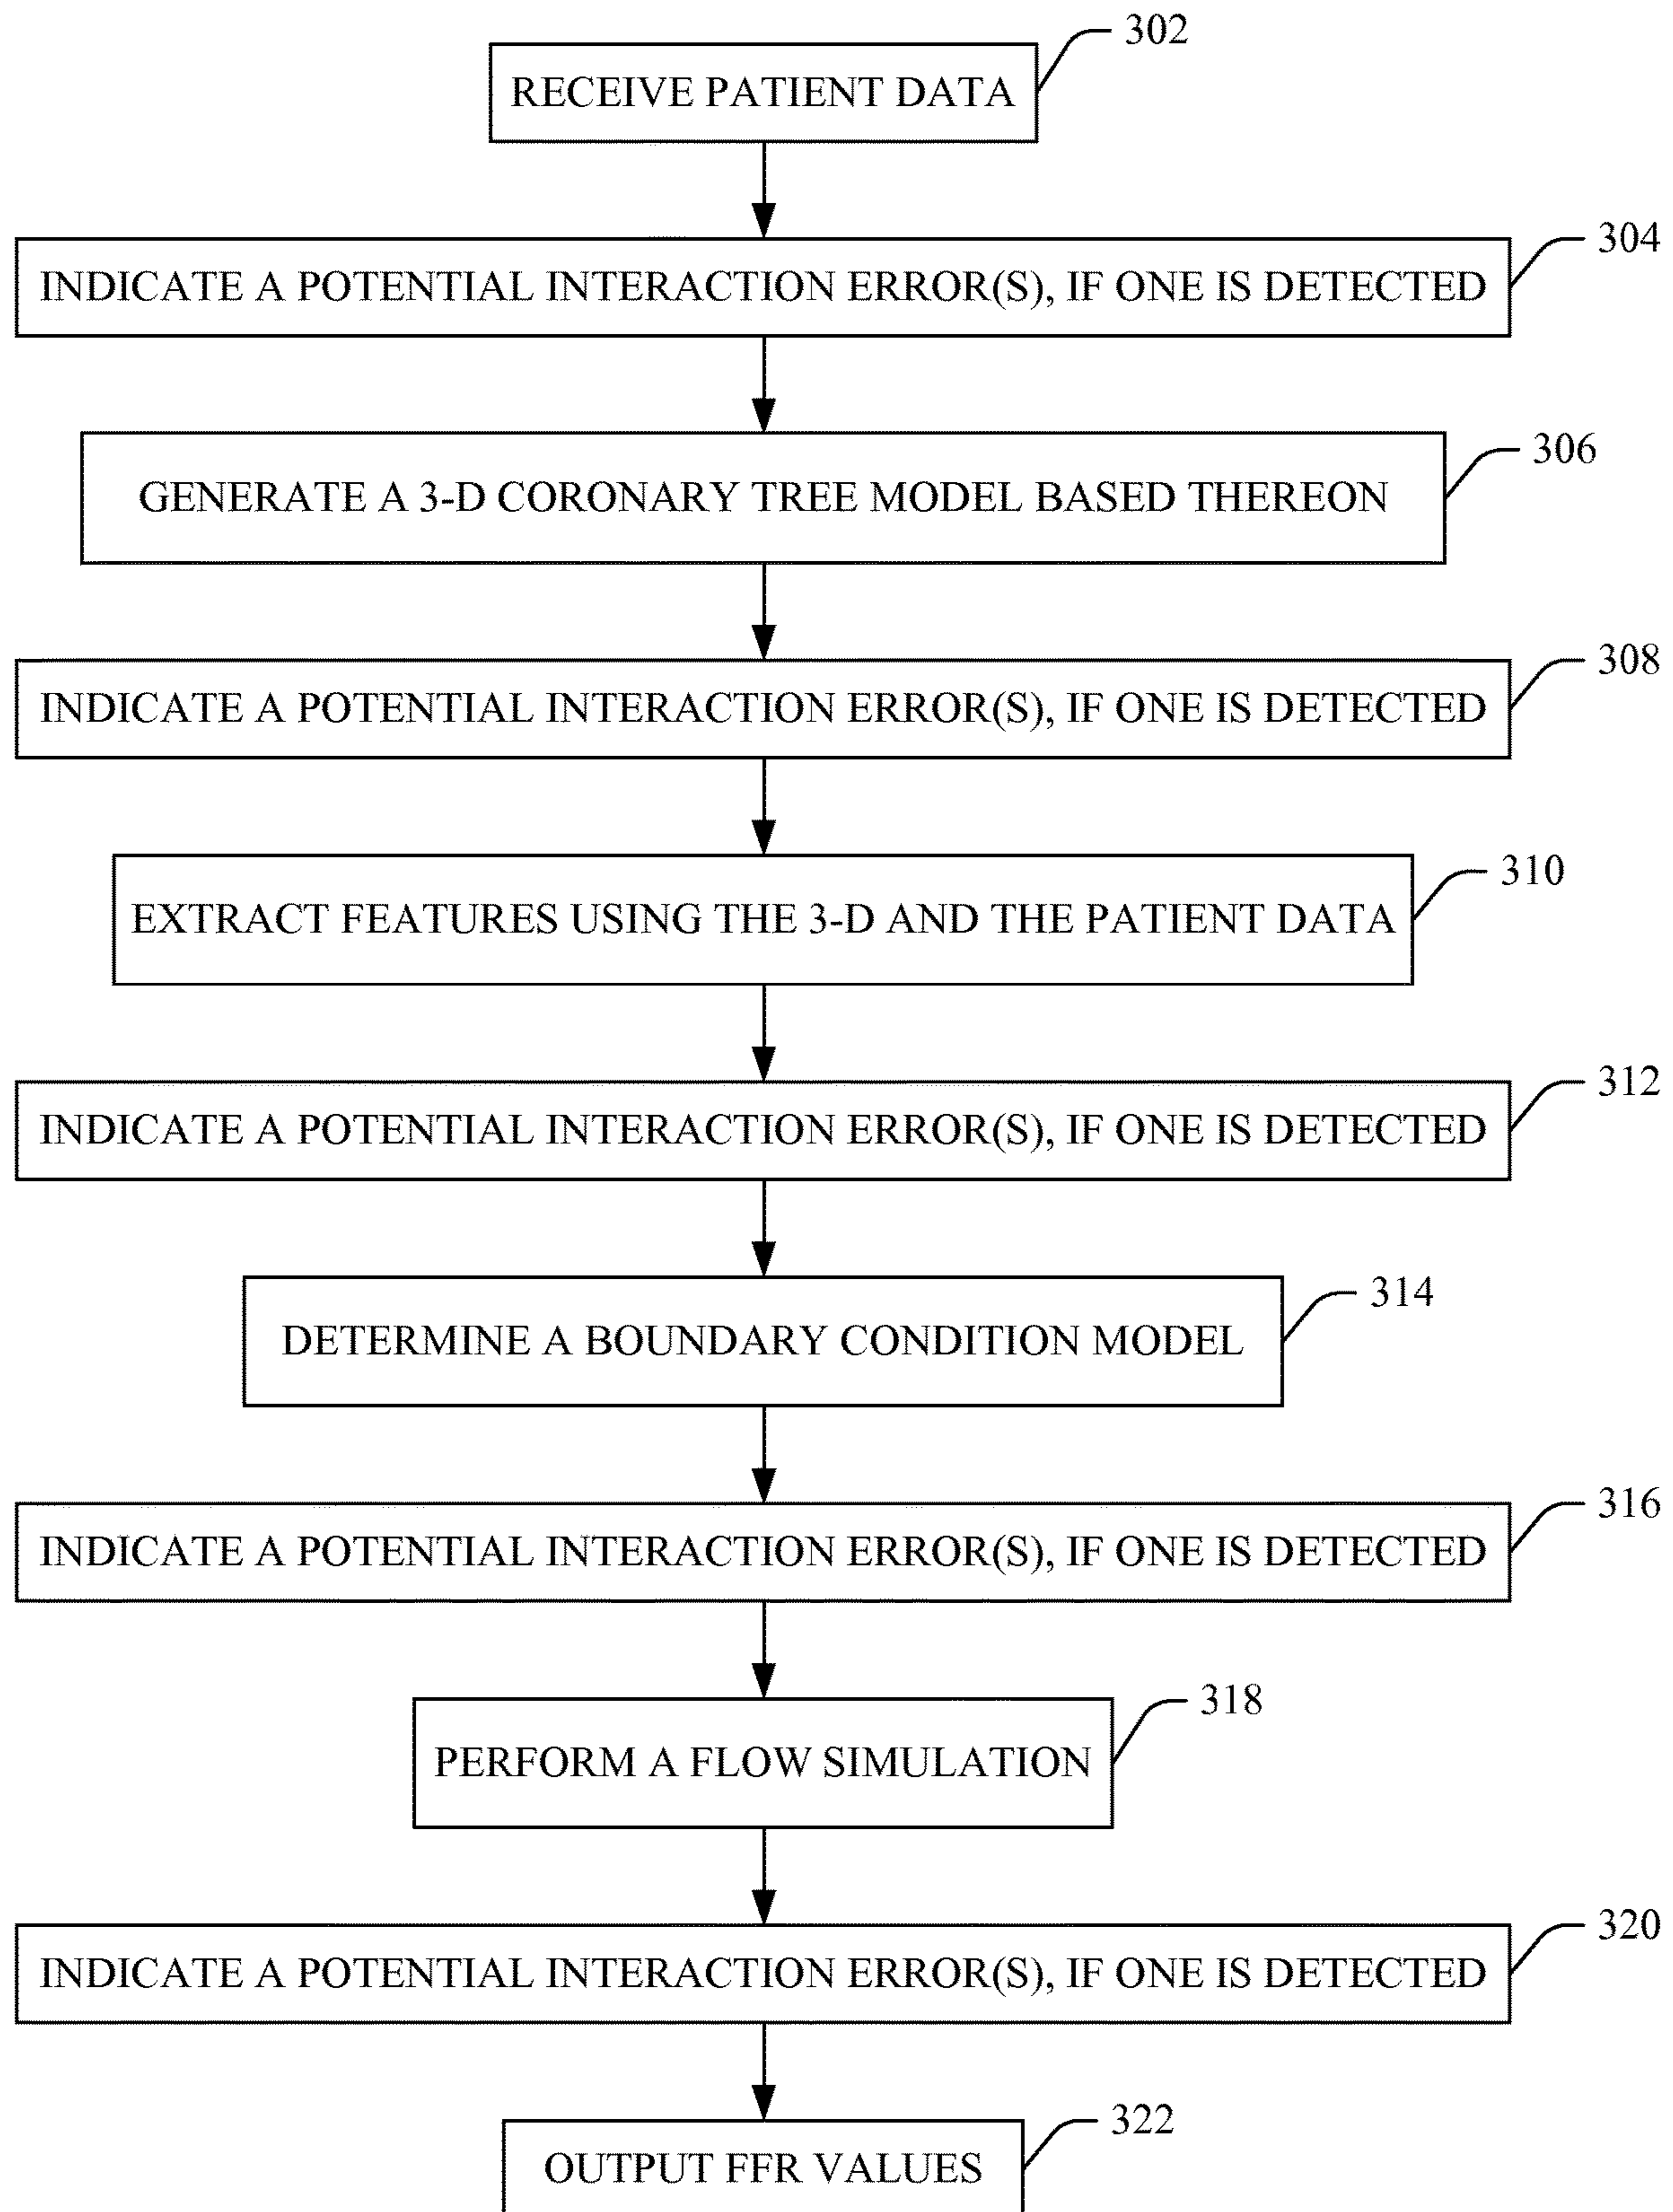 302
RECEIVE PATIENT DATA
304
INDICATE A POTENTIAL INTERACTION ERROR(S), IF ONE IS DETECTED
306
GENERATE A 3-D CORONARY TREE MODEL BASED THEREON
308
INDICATE A POTENTIAL INTERACTION ERROR(S), IF ONE IS DETECTED
310
EXTRACT FEATURES USING THE 3-D AND THE PATIENT DATA
312
INDICATE A POTENTIAL INTERACTION ERROR(S), IF ONE IS DETECTED
314
DETERMINE A BOUNDARY CONDITION MODEL
316
INDICATE A POTENTIAL INTERACTION ERROR(S), IF ONE IS DETECTED
318
PERFORM A FLOW SIMULATION
320
INDICATE A POTENTIAL INTERACTION ERROR(S), IF ONE IS DETECTED
322
OUTPUT FFR VALUES